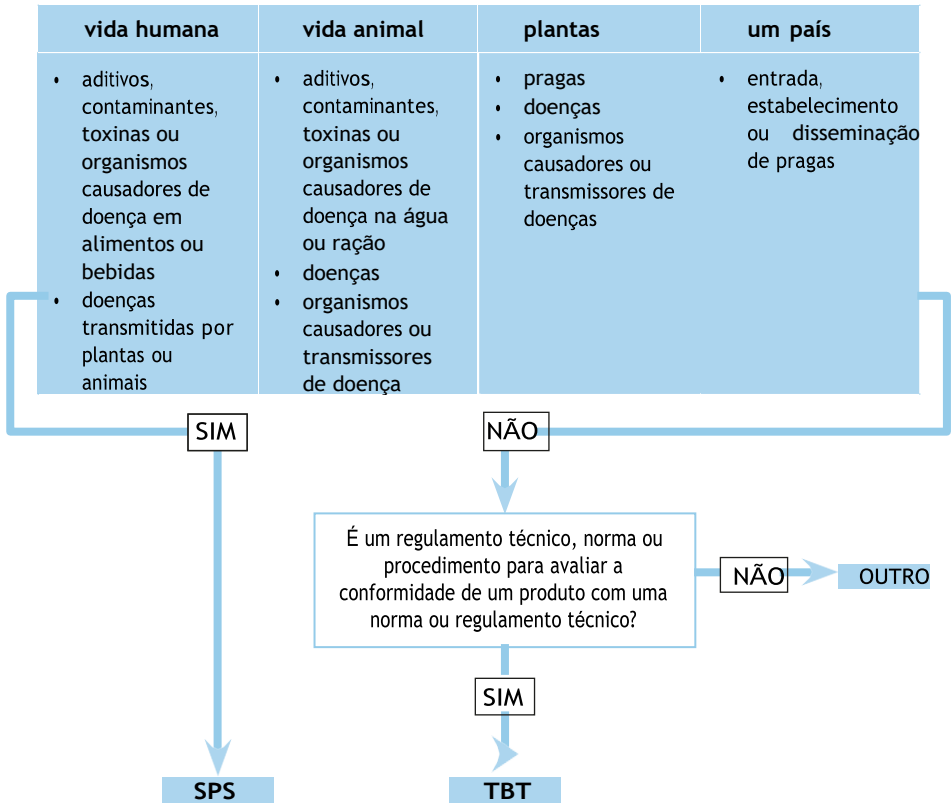 vida humana
aditivos,
contaminantes,
toxinas ou
organismos
causadores de
doença em
alimentos ou
bebidas
doenças
transmitidas por
plantas ou
animais
vida animal
aditivos,
contaminantes,
toxinas ou
organismos
causadores de
doença na água
ou ração
doenças
organismos
causadores ou
transmissores
de doença
plantas
pragas
doenças
organismos
causadores ou
transmissores de
doenças
um país
entrada,
estabelecimento
ou disseminação
de pragas
SIM
NÃO
É um regulamento técnico, norma ou
procedimento para avaliar a
conformidade de um produto com uma
norma ou regulamento técnico?
NÃO
OUTRO
SIM
SPS
TBT